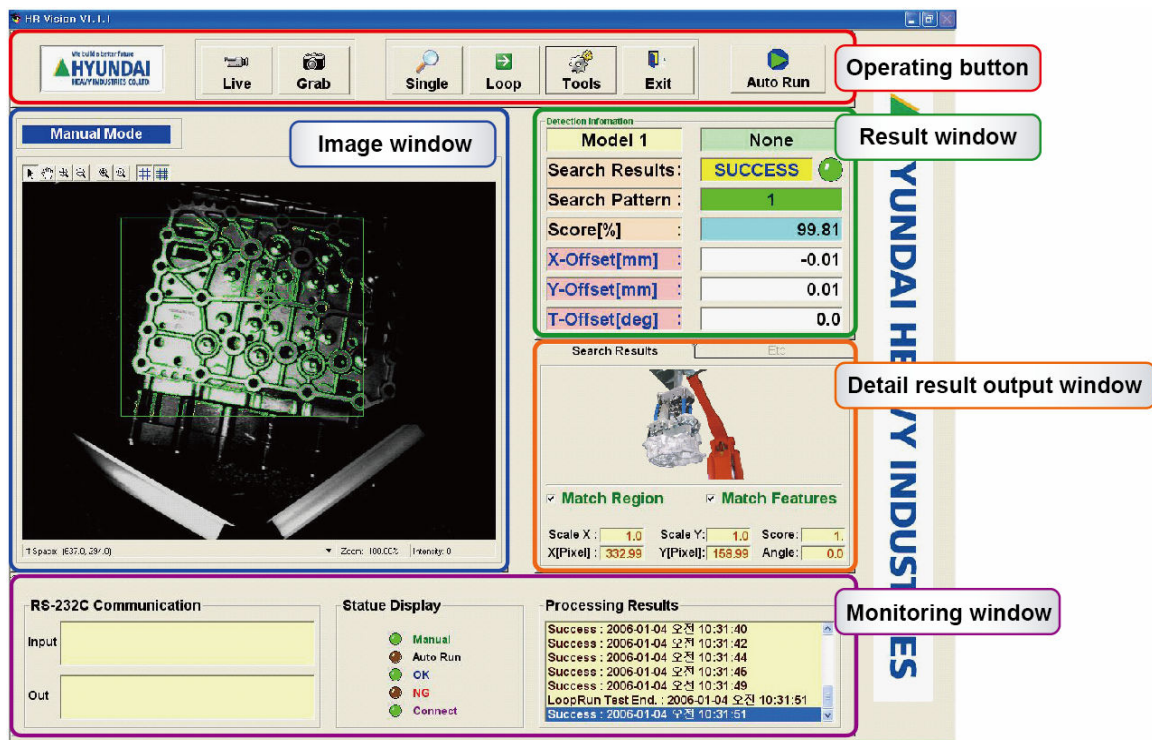 HR Vision V1.1.1
We build a better future
HYUNDAI
HEAVY INDUSTRIES CO.,LTD.
Live
Grab
Single
Loop
Tools
Exit
Auto Run
Operating button
Manual Mode
Image window
Zoom: 100.00%
Intensity: 0
Detection Information
Model 1
None
Result window
Search Results:
SUCCESS
Search Pattern :
1
Score[%] :
99.81
X-Offset[mm] :
-0.01
Y-Offset[mm] :
0.01
T-Offset[deg] :
0.0
Search Results
Etc
Detail result output window
Match Region
Match Features
Scale X : 1.0 Scale Y: 1.0 Score: 1.
X[Pixel] : 332.99 Y[Pixel]: 158.99 Angle: 0.0
HYUNDAI HEAVY INDUSTRIES
Monitoring window
RS-232C Communication
Input
Out
Statue Display
Manual
Auto Run
OK
NG
Connect
Processing Results
Success : 2006-01-04 오전 10:31:40
Success : 2006-01-04 오전 10:31:42
Success : 2006-01-04 오전 10:31:44
Success : 2006-01-04 오전 10:31:46
Success : 2006-01-04 오전 10:31:49
LoopRun Test End. : 2006-01-04 오전 10:31:51
Success : 2006-01-04 오전 10:31:51